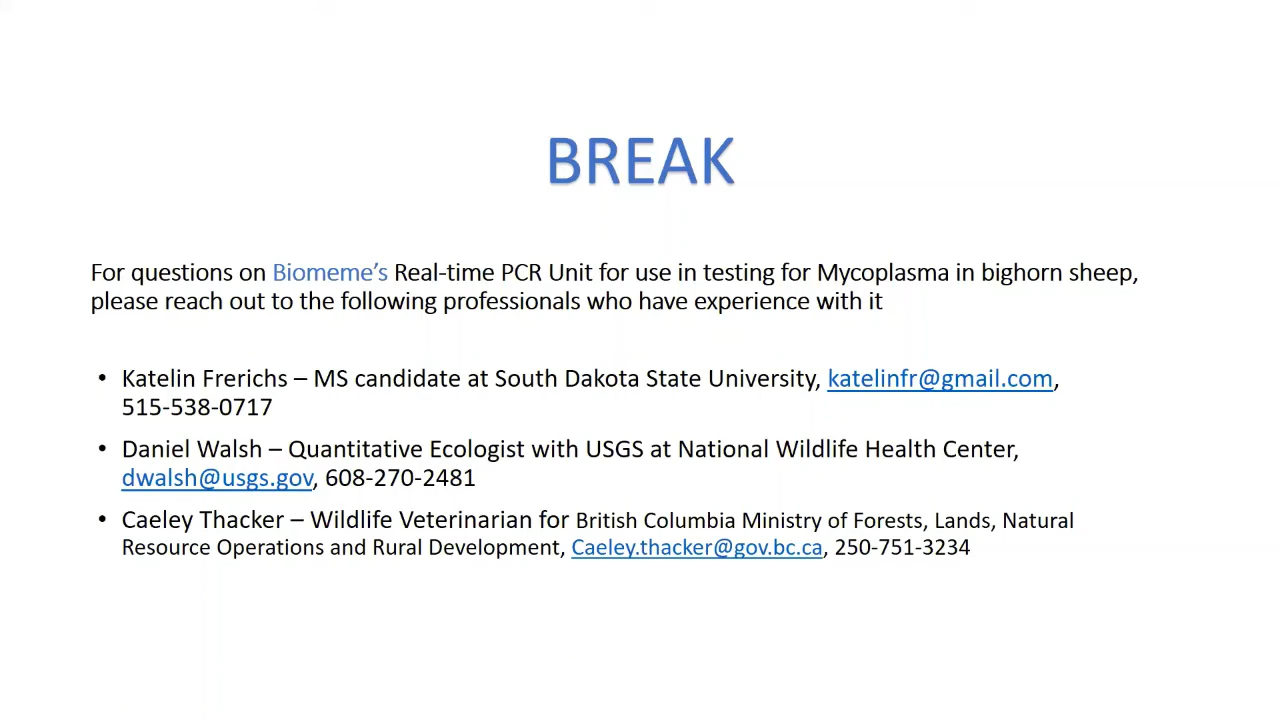 BREAK
For questions on Biomeme’s Real-time PCR Unit for use in testing for Mycoplasma in bighorn sheep,
please reach out to the following professionals who have experience with it
• Katelin Frerichs – MS candidate at South Dakota State University, katelinfr@gmail.com,
515-538-0717
• Daniel Walsh – Quantitative Ecologist with USGS at National Wildlife Health Center,
dwalsh@usgs.gov, 608-270-2481
• Caeley Thacker – Wildlife Veterinarian for British Columbia Ministry of Forests, Lands, Natural
Resource Operations and Rural Development, Caeley.thacker@gov.bc.ca, 250-751-3234